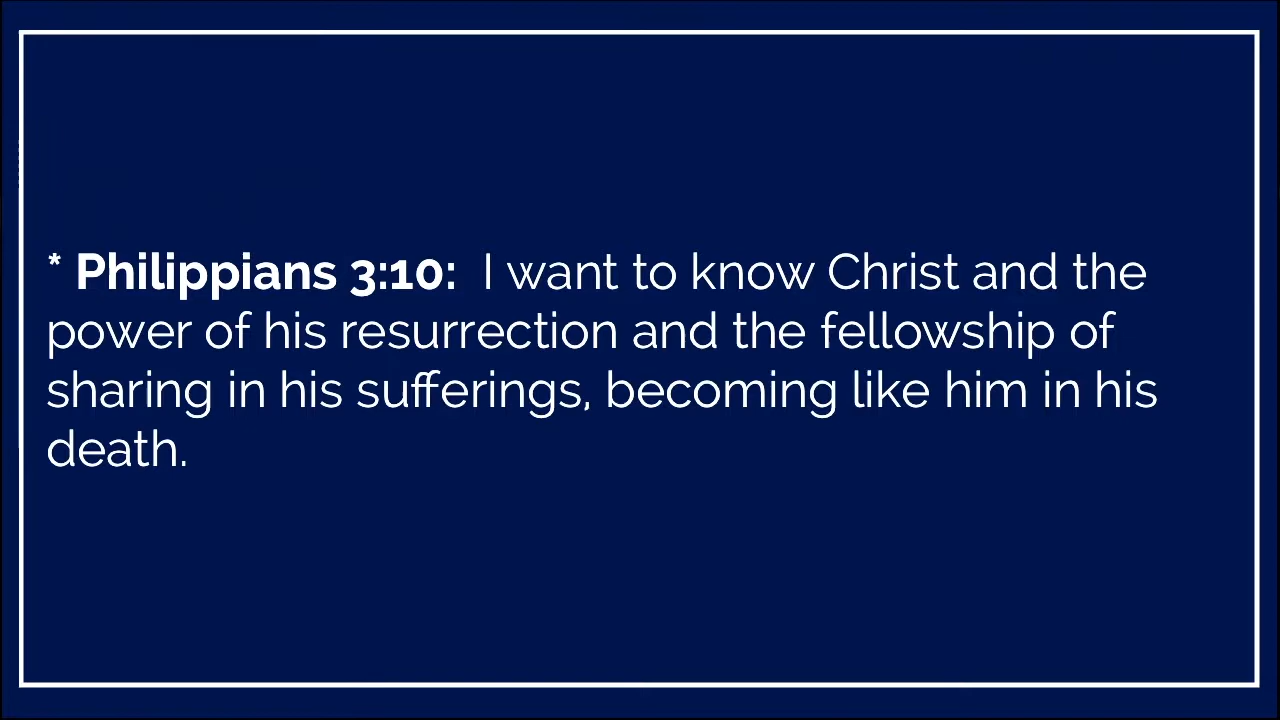 * Philippians 3:10:  I want to know Christ and the
power of his resurrection and the fellowship of
sharing in his sufferings, becoming like him in his
death.